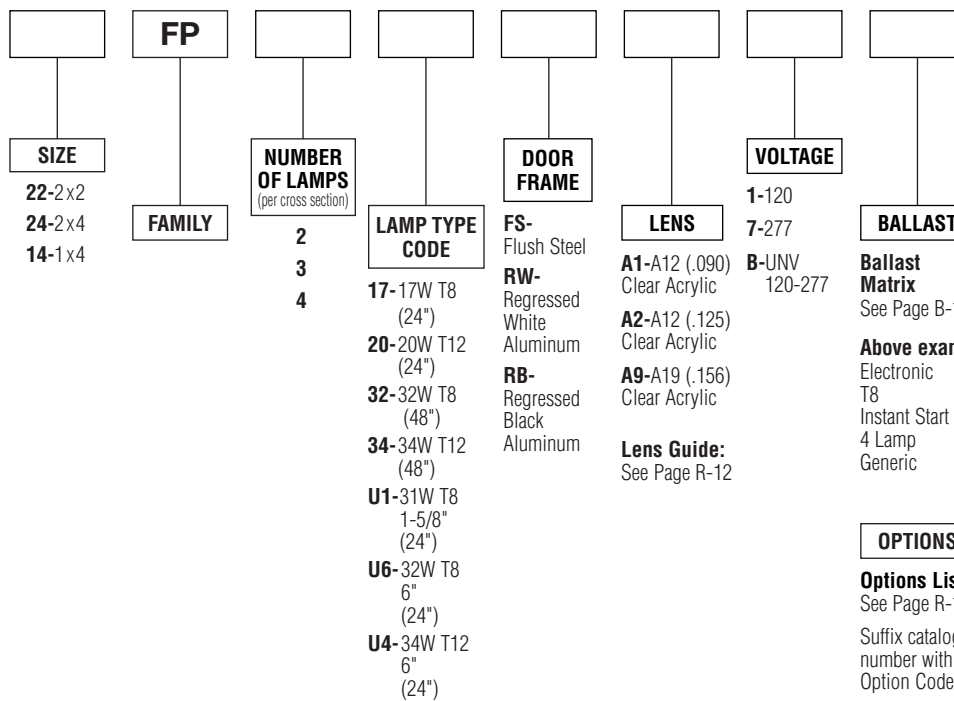 FP
SIZE
22-2x2
24-2x4
14-1x4
FAMILY
NUMBER
OF LAMPS
(per cross section)
2
3
4
LAMP TYPE
CODE
17-17W T8
(24")
20-20W T12
(24")
32-32W T8
(48")
34-34W T12
(48")
U1-31W T8
1-5/8"
(24")
U6-32W T8
6"
(24")
U4-34W T12
6"
(24")
DOOR
FRAME
FS-
Flush Steel
RW-
Regressed
White
Aluminum
RB-
Regressed
Black
Aluminum
LENS
A1-A12 (.090)
Clear Acrylic
A2-A12 (.125)
Clear Acrylic
A9-A19 (.156)
Clear Acrylic
Lens Guide:
See Page R-12
VOLTAGE
1-120
7-277
B-UNV
120-277
BALLAST
Ballast
Matrix
See Page B-
Above
Electronic
T8
Instant Start
4 Lamp
Generic
OPTIONS
Options
See Page R-
Suffix
number with
Option Code